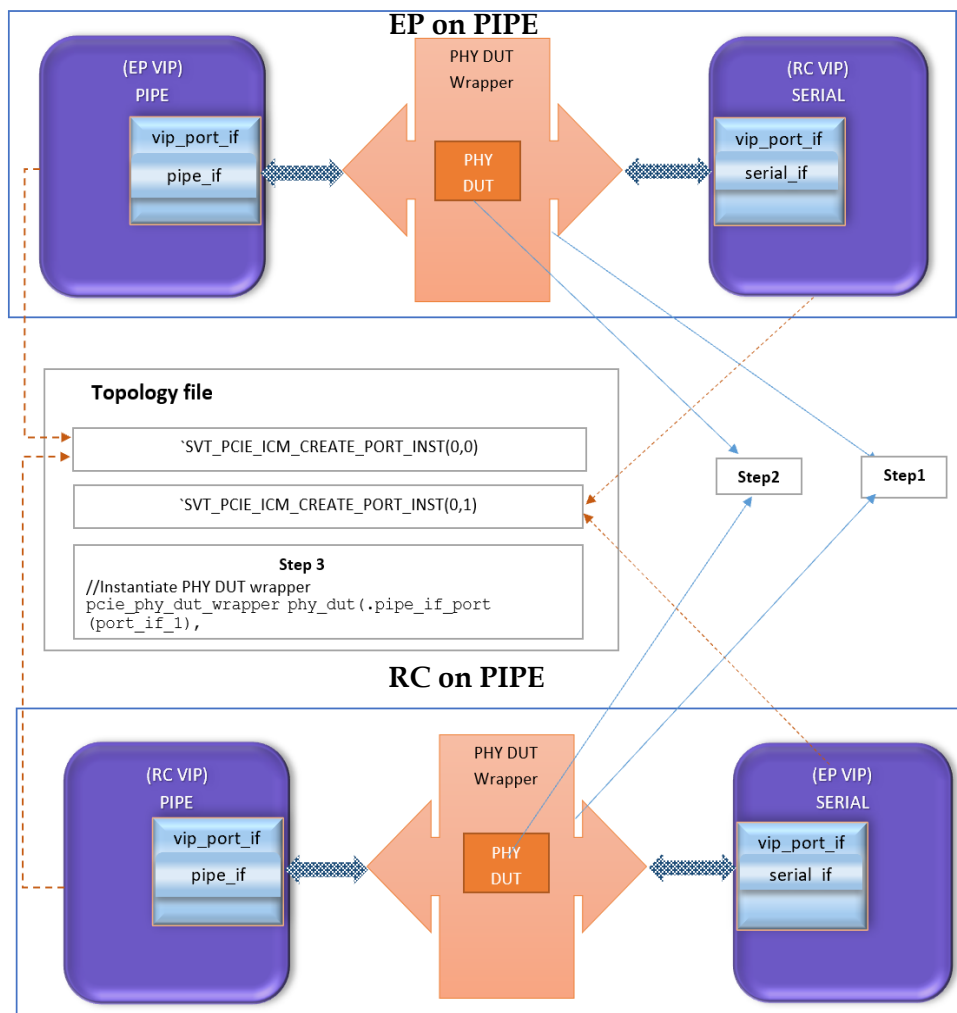 EP on PIPE
(EP VIP)
PIPE
vip_port_if
pipe_if
PHY DUT
Wrapper
PHY
DUT
(RC VIP)
SERIAL
vip_port_if
serial_if
Topology file
`SVT_PCIE_ICM_CREATE_PORT_INST(0,0)
`SVT_PCIE_ICM_CREATE_PORT_INST(0,1)
Step 3
//Instantiate PHY DUT wrapper
pcie_phy_dut_wrapper phy_dut(.pipe_if_port
(port_if_1),
Step2
Step1
RC on PIPE
(RC VIP)
PIPE
vip_port_if
pipe_if
PHY DUT
Wrapper
PHY
DUT
(EP VIP)
SERIAL
vip_port_if
serial_if